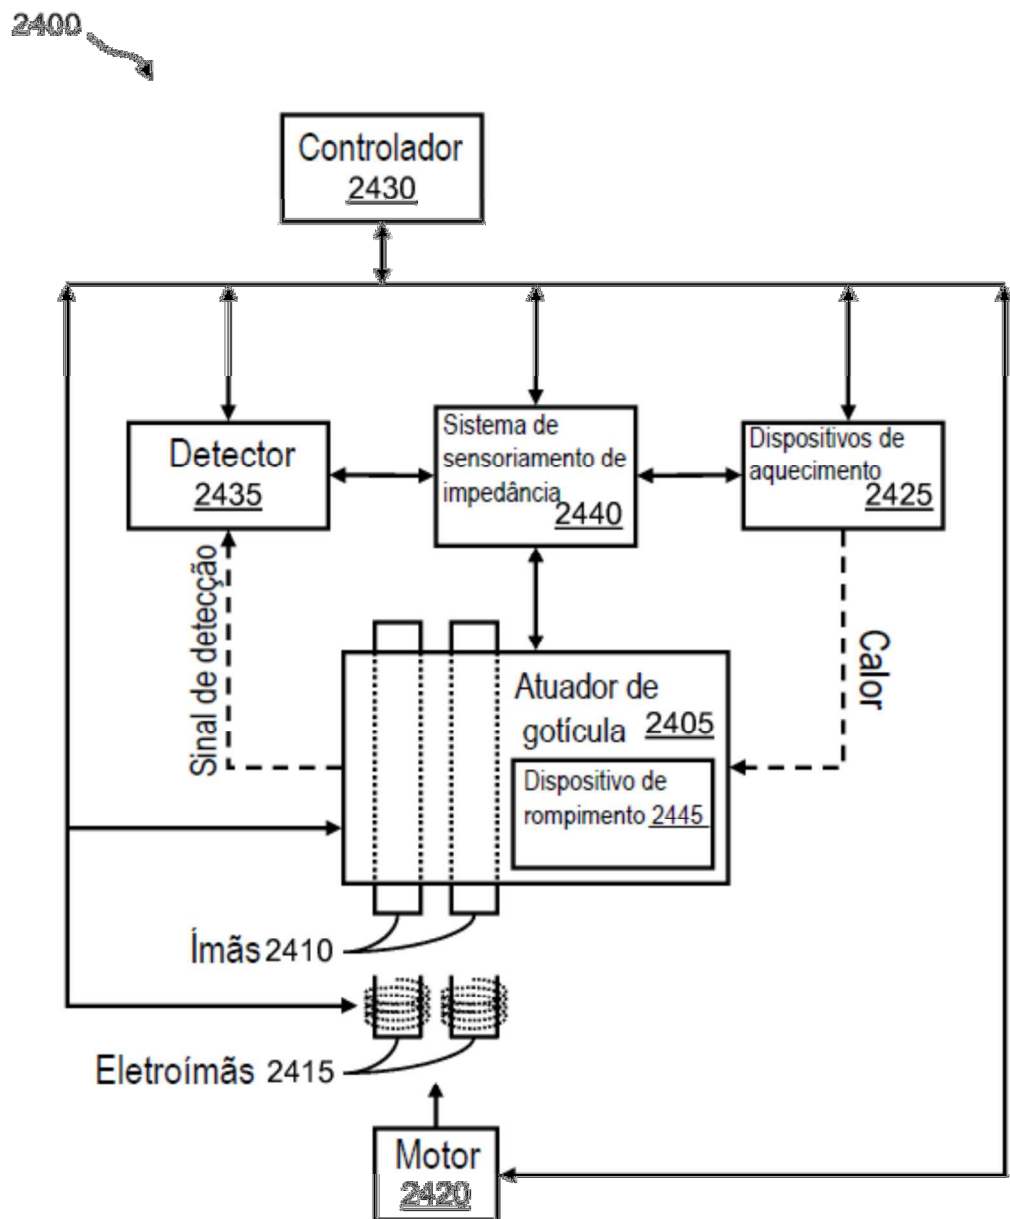 2400
Controlador
2430
Detector
2435
Sistema de
sensoriamento de
impedância
2440
Dispositivos de
aquecimento
2425
Sinal de detecção
Calor
Atuador de
gotícula 2405
Dispositivo de
rompimento 2445
Ímãs 2410
Eletroímãs 2415
Motor
2420